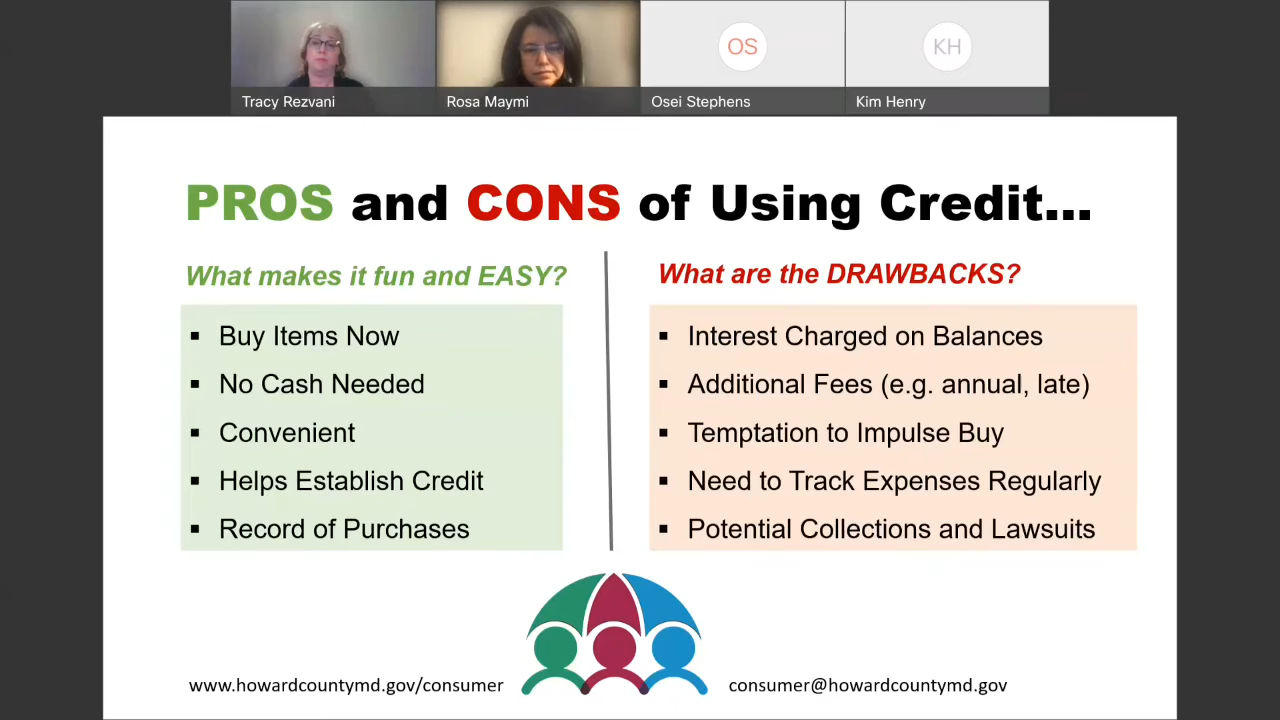 OS
KH
Tracy Rezvani
Rosa Maymi
Osei Stephens
Kim Henry
PROS and CONS of Using Credit...
What makes it fun and EASY?
▪ Buy Items Now
▪ No Cash Needed
▪ Convenient
▪ Helps Establish Credit
▪ Record of Purchases
What are the DRAWBACKS?
▪ Interest Charged on Balances
▪ Additional Fees (e.g. annual, late)
▪ Temptation to Impulse Buy
▪ Need to Track Expenses Regularly
▪ Potential Collections and Lawsuits
www.howardcountymd.gov/consumer
consumer@howardcountymd.gov